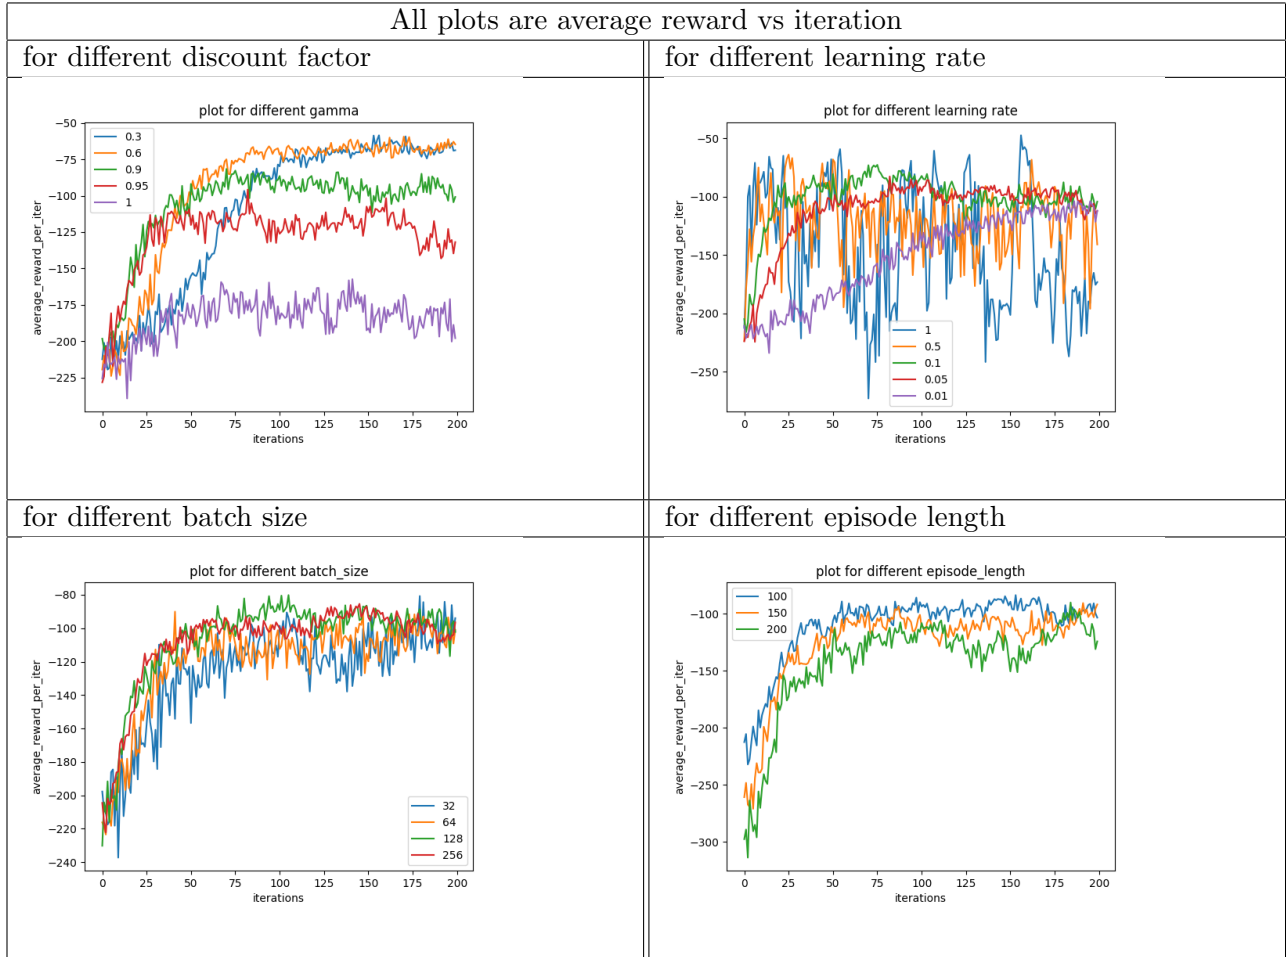 All plots are average reward vs iteration
for different discount factor
for different learning rate
plot for different gamma
−50
−75
−100
−125
−150
−175
−200
−225
average_reward_per_iter
0.3
0.6
0.9
0.95
1
0 25 50 75 100 125 150 175 200
iterations
plot for different learning rate
−50
−100
−150
−200
−250
average_reward_per_iter
1
0.5
0.1
0.05
0.01
0 25 50 75 100 125 150 175 200
iterations
for different batch size
for different episode length
plot for different batch_size
−80
−100
−120
−140
−160
−180
−200
−220
−240
average_reward_per_iter
32
64
128
256
0 25 50 75 100 125 150 175 200
iterations
plot for different episode_length
−100
−150
−200
−250
−300
average_reward_per_iter
100
150
200
0 25 50 75 100 125 150 175 200
iterations